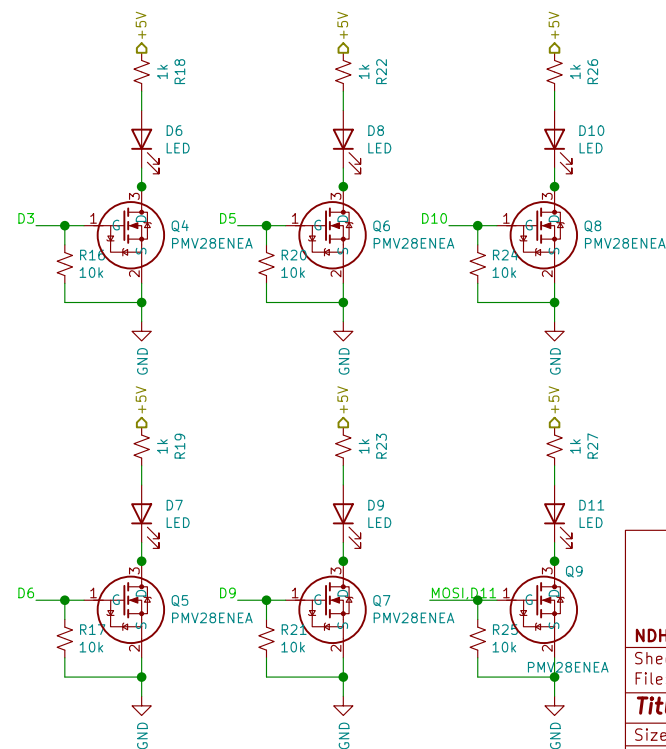 +5V
1k
R18
D6
LED
D3
1
3
G
D
S
2
Q4
PMV28ENEA
R16
10k
GND
+5V
1k
R22
D8
LED
D5
1
3
G
D
S
2
Q6
PMV28ENEA
R20
10k
GND
+5V
1k
R26
D10
LED
D10
1
3
G
D
S
2
Q8
PMV28ENEA
R24
10k
GND
+5V
1k
R19
D7
LED
D6
1
3
G
D
S
2
Q5
PMV28ENEA
R17
10k
GND
+5V
1k
R23
D9
LED
D9
1
3
G
D
S
2
Q7
PMV28ENEA
R21
10k
GND
+5V
1k
R27
D11
LED
MOSI,D11
1
3
G
D
S
2
Q9
PMV28ENEA
R25
10k
GND
NDH
Shee
File
Titl
Size